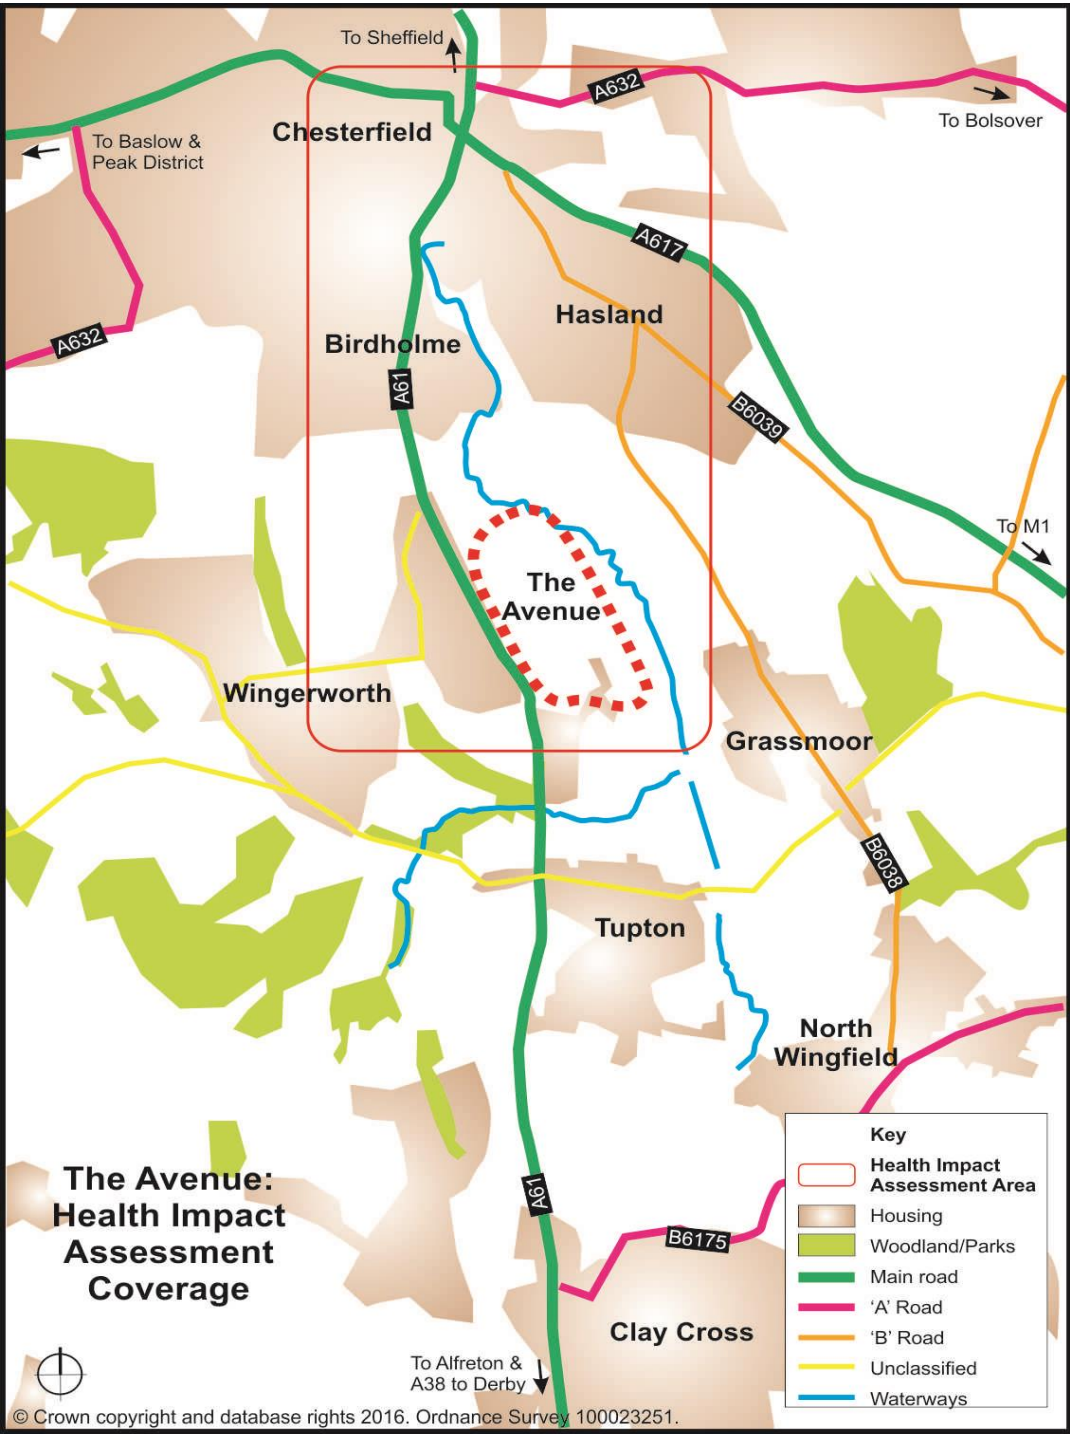 To Sheffield
A632
To Bolsover
Chesterfield
To Baslow &
Peak District
A617
Hasland
A632
Birdholme
A61
B6039
To M1
The
Avenue
Wingerworth
Grassmoor
B6038
Tupton
North
Wingfield
The Avenue:
Health Impact
Assessment
Coverage
A61
B6175
Clay Cross
To Alfreton &
A38 to Derby
Key
Health Impact
Assessment Area
Housing
Woodland/Parks
Main road
‘A’ Road
‘B’ Road
Unclassified
Waterways
© Crown copyright and database rights 2016. Ordnance Survey 100023251.